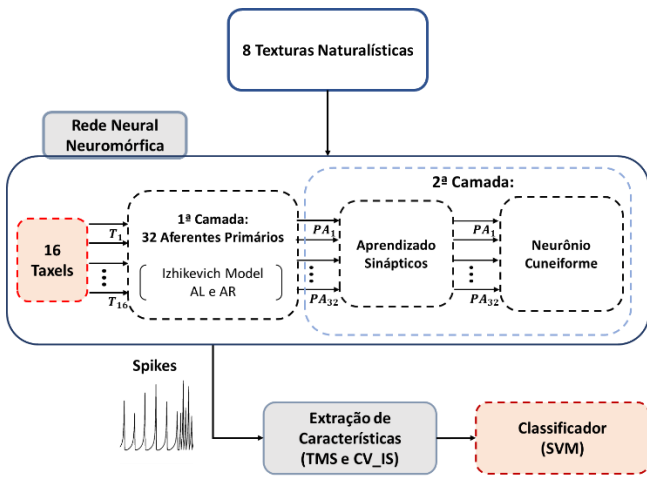 8 Texturas Naturalísticas
Rede Neural
Neuromórfica
2ª Camada:
16
Taxels
T1
T16
1ª Camada:
32 Aferentes Primários
Izhikevich Model
AL e AR
PA1
PA32
Aprendizado
Sinápticos
PA1
PA32
Neurônio
Cuneiforme
Spikes
Extração de
Características
(TMS e CV_IS)
Classificador
(SVM)